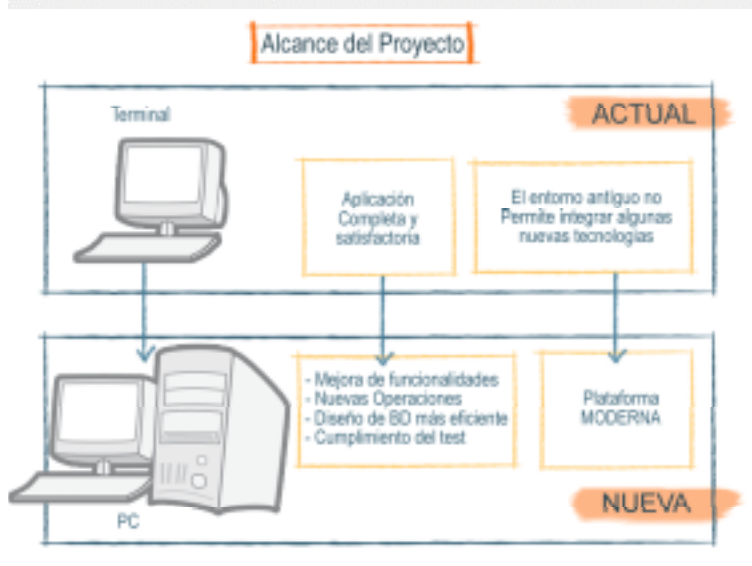 Alcance del Proyecto
ACTUAL
Terminal
Aplicación
Completa y
satisfactoria
El entorno antiguo no
Permite integrar algunas
nuevas tecnologías
- Mejora de funcionalidades
- Nuevas Operaciones
- Diseño de BD más eficiente
- Cumplimiento del test
Plataforma
MODERNA
PC
NUEVA